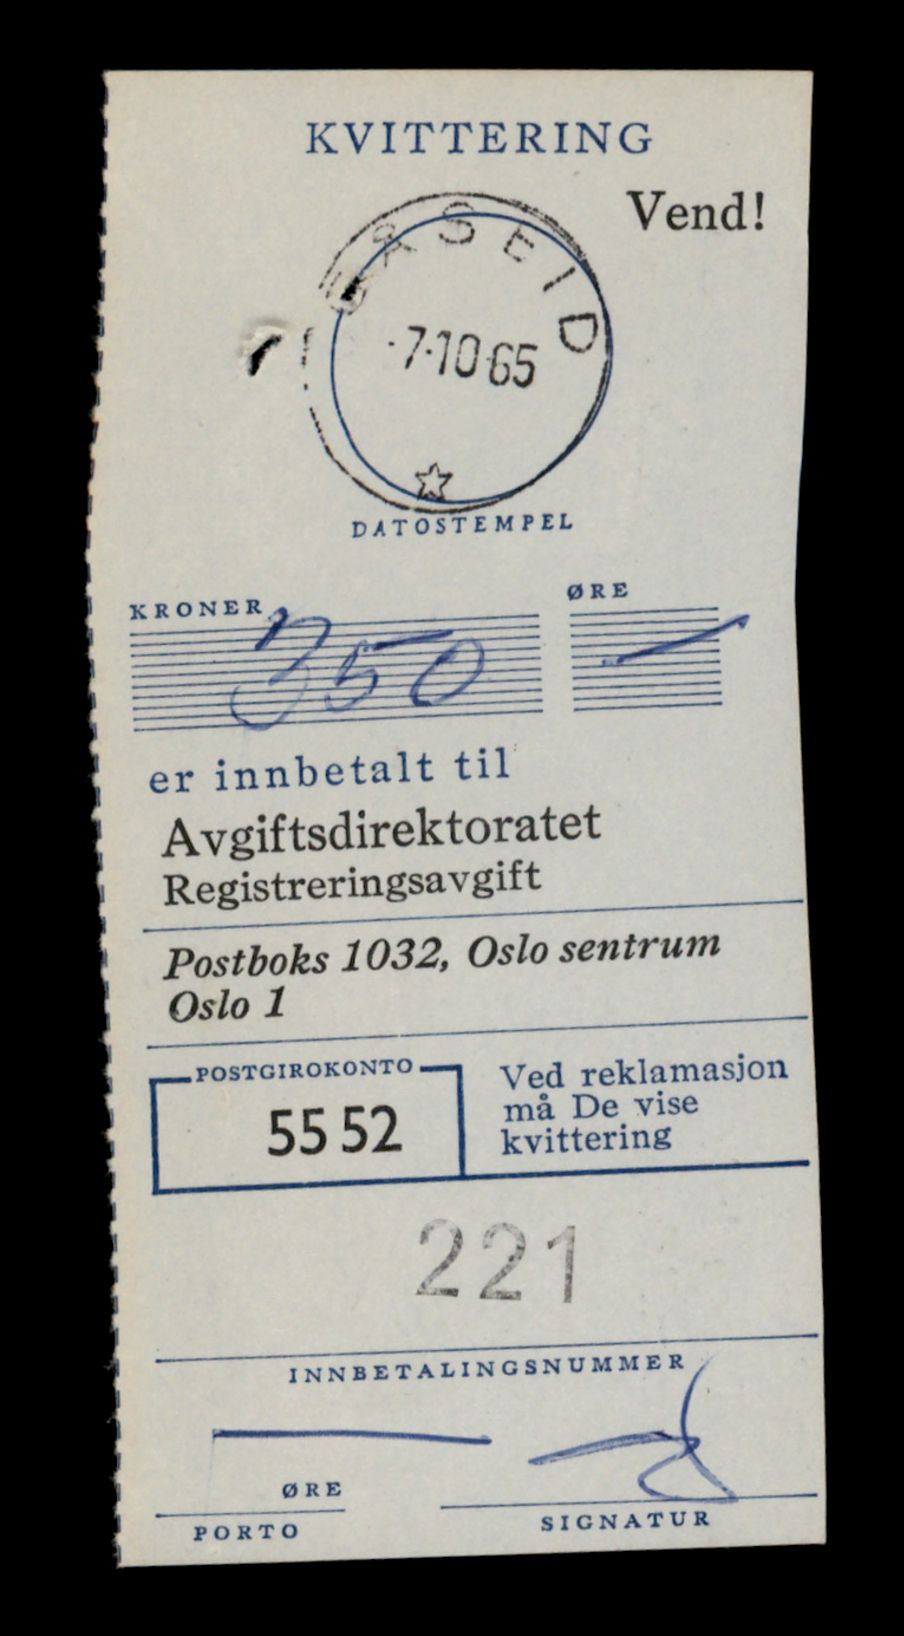 KVITTERING
Vend!
BÅSEID
-7-10-65
DATOSTEMPEL
KRONER
ØRE
350
—
er innbetalt til
Avgiftsdirektoratet
Registreringsavgift
Postboks 1032, Oslo sentrum
Oslo 1
POSTGIROKONTO
55 52
Ved reklamasjon
må De vise
kvittering
221
INNBETALINGSNUMMER
ØRE
PORTO
SIGNATUR